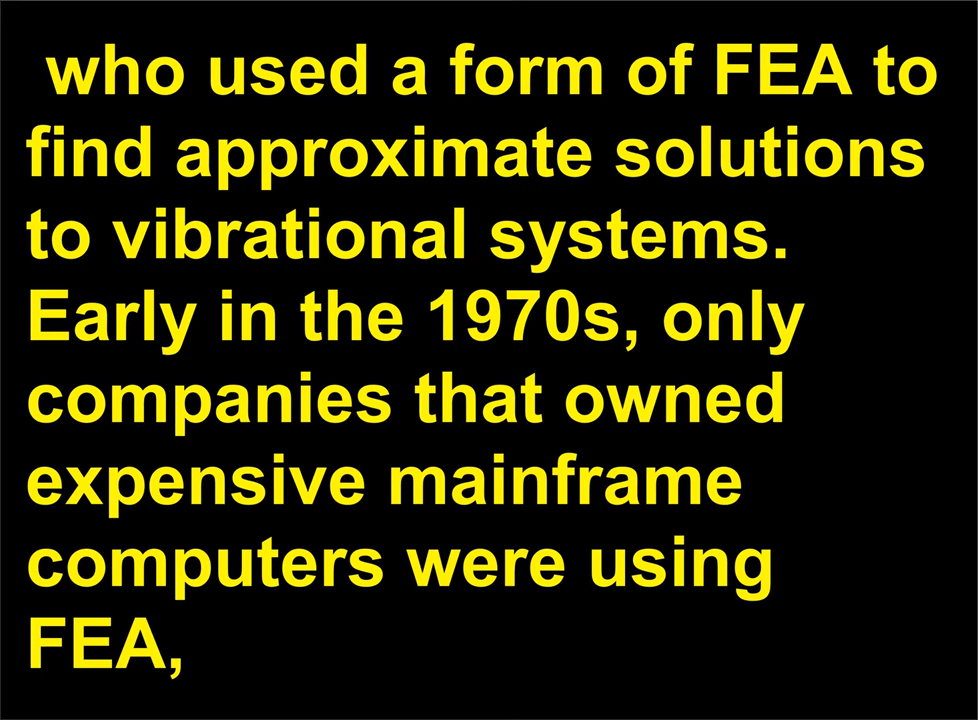 who used a form of FEA to
find approximate solutions
to vibrational systems.
Early in the 1970s, only
companies that owned
expensive mainframe
computers were using
FEA,